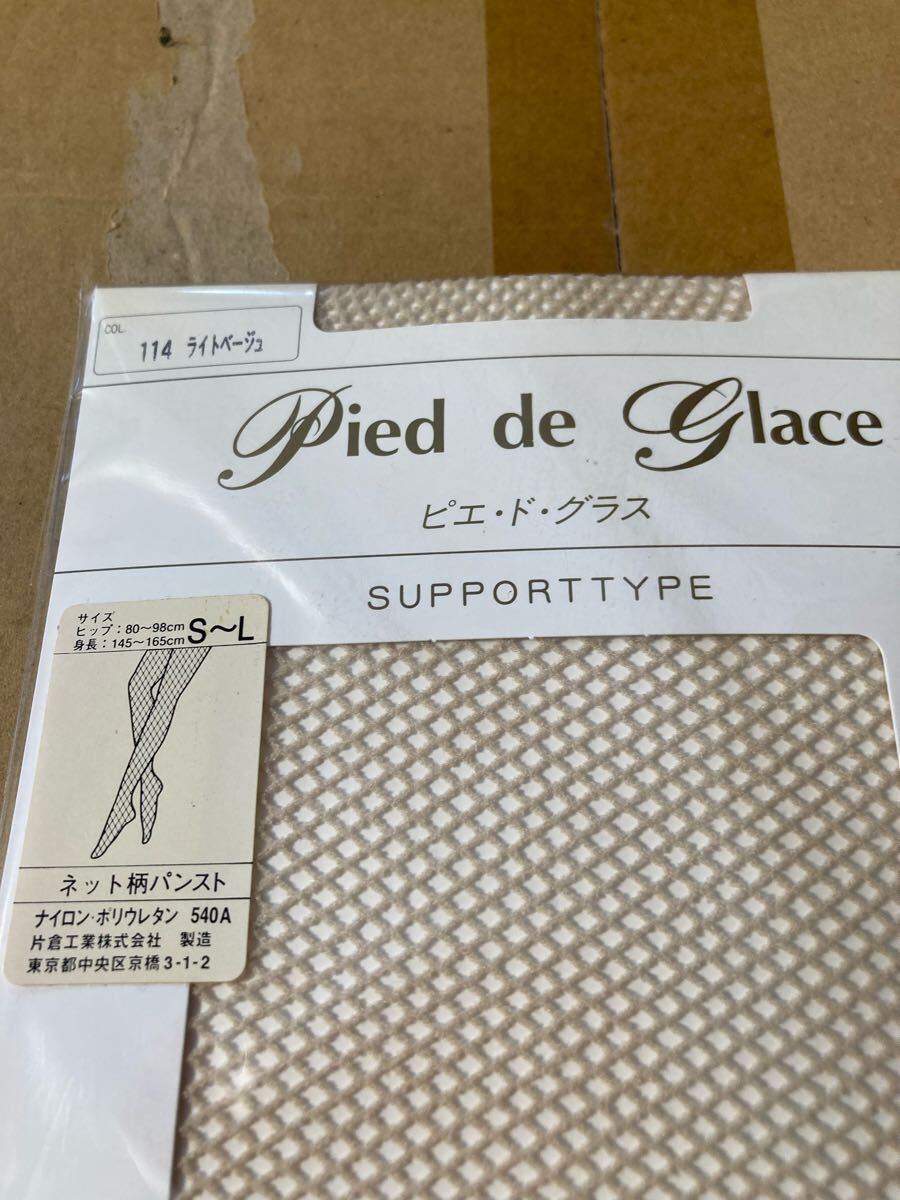 COL.
114 ライトベージュ
Pied de Glace
ピエ・ド・グラス
SUPPORTTYPE
サイズ
ヒップ：80〜98cm
身長：145〜165cm S〜L
ネット柄パンスト
ナイロン・ポリウレタン 540A
片倉工業株式会社 製造
東京都中央区京橋3-1-2